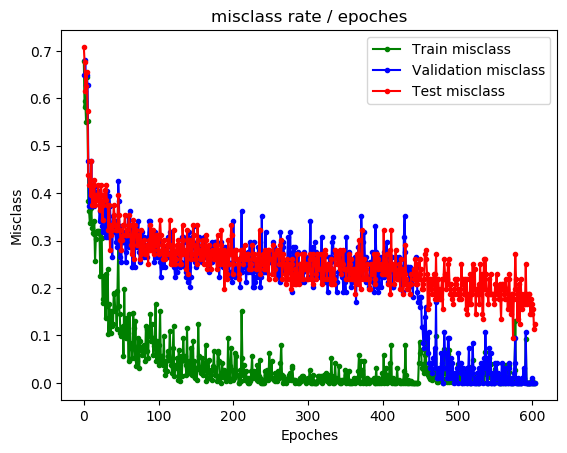 misclass rate / epoches
Train misclass
Validation misclass
Test misclass
0.7
0.6
0.5
0.4
0.3
0.2
0.1
0.0
Misclass
0 100 200 300 400 500 600
Epoches